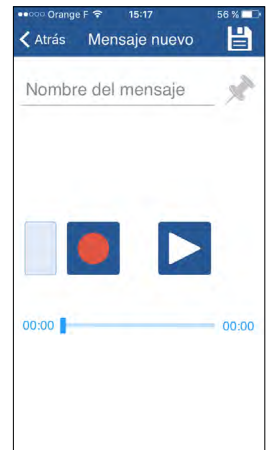 Orange F 15:17 56 %
Atrás Mensaje nuevo
Nombre del mensaje
00:00 00:00